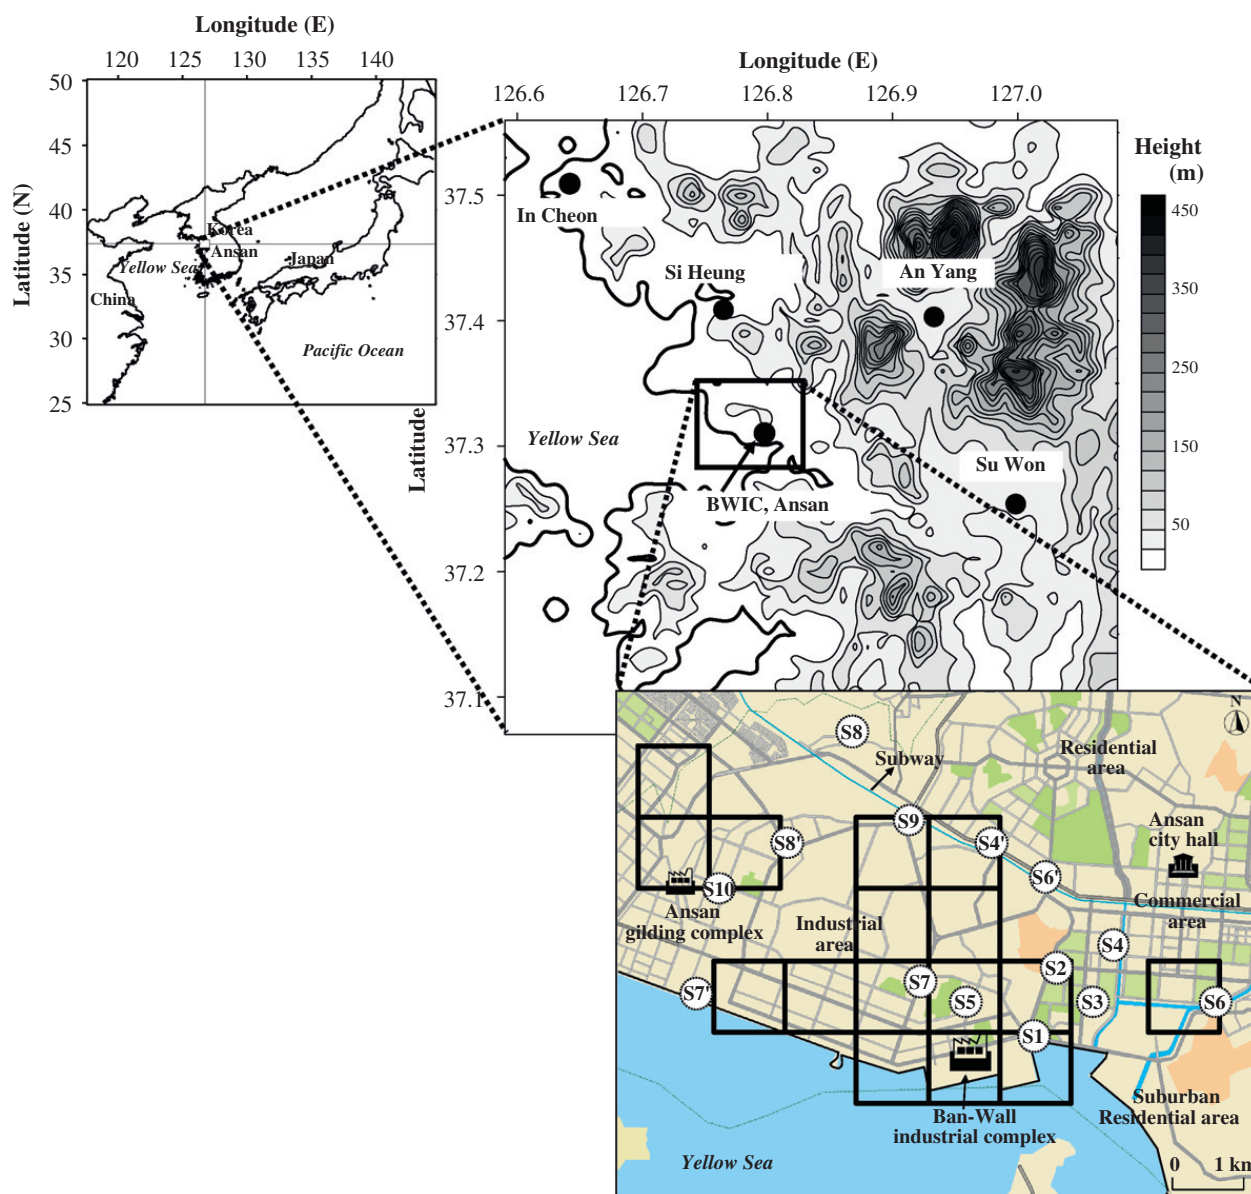 Longitude (E)
120 125 130 135 140
50
45
40
35
30
25
Latitude (N)
Korea
Ansan
Yellow Sea
Japan
China
Pacific Ocean
Longitude (E)
126.6 126.7 126.8 126.9 127.0
37.5
37.4
37.3
37.2
37.1
Latitude
In Cheon
Si Heung
An Yang
Yellow Sea
Su Won
BWIC, Ansan
Height
(m)
450
350
250
150
50
N
S8
Subway
Residential
area
S9
S8'
S4'
Ansan
city hall
S6'
S10
Ansan
gilding complex
Industrial
area
Commercial
area
S4
S2
S7
S7'
S5
S3
S6
S1
Ban-Wall
industrial complex
Suburban
Residential area
Yellow Sea
0 1 km